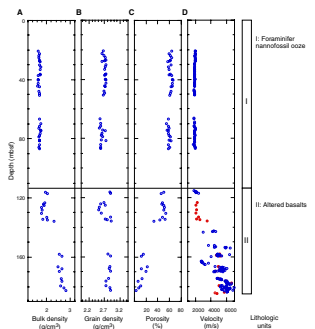 A B C D
I: Foraminifer
nannofossil ooze
0
40
80
120
160
Depth (mbsf)
I
II: Altered basalts
II
2 3
2.2 2.7 3.2
20 40 60
2000 4000 6000
Bulk density
(g/cm³)
Grain density
(g/cm³)
Porosity
(%)
Velocity
(m/s)
Lithologic
units